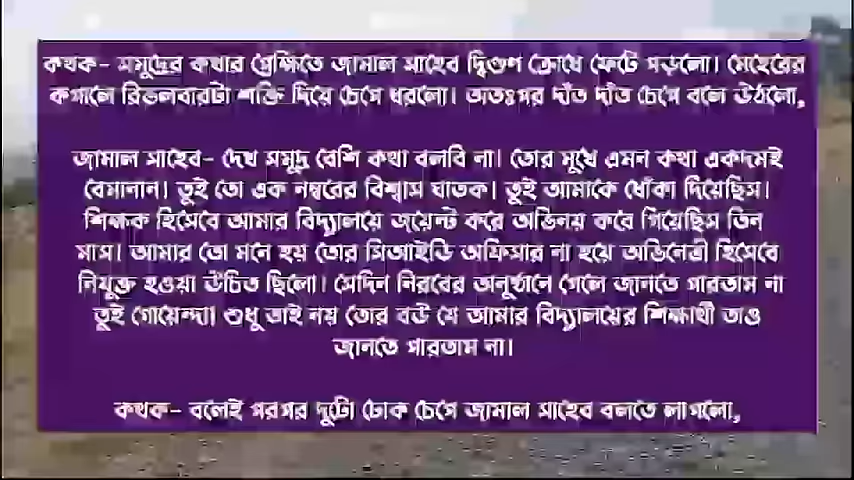 কথক- সমুদ্রের কথার প্রেক্ষিতে জামাল সাহেব দ্বিগুণ ক্রোধে ফেটে পড়লো। মেহেরের
কপালে রিভলবারটা শক্তি দিয়ে চেপে ধরলো। অতঃপর দাঁত দাঁত চেপে বলে উঠলো,
জামাল সাহেব- দেখ সমুদ্র বেশি কথা বলবি না। তোর মুখে এমন কথা একদমই
বেমানান। তুই তো এক নম্বরের বিশ্বাস ঘাতক। তুই আমাকে ধোঁকা দিয়েছিস।
শিক্ষক হিসেবে আমার বিদ্যালয়ে জয়েন্ট করে অভিনয় করে গিয়েছিস তিন
মাস। আমার তো মনে হয় তোর সিআইডি অফিসার না হয়ে অভিনেত্রী হিসেবে
নিযুক্ত হওয়া উচিত ছিলো। সেদিন নিরবের অনুষ্ঠানে গেলে জানতে পারতাম না
তুই গোয়েন্দা। শুধু তাই নয় তোর বউ যে আমার বিদ্যালয়ের শিক্ষার্থী তাও
জানতে পারতাম না।
কথক- বলেই পরপর দুটো ঢোক চেপে জামাল সাহেব বলতে লাগলো,